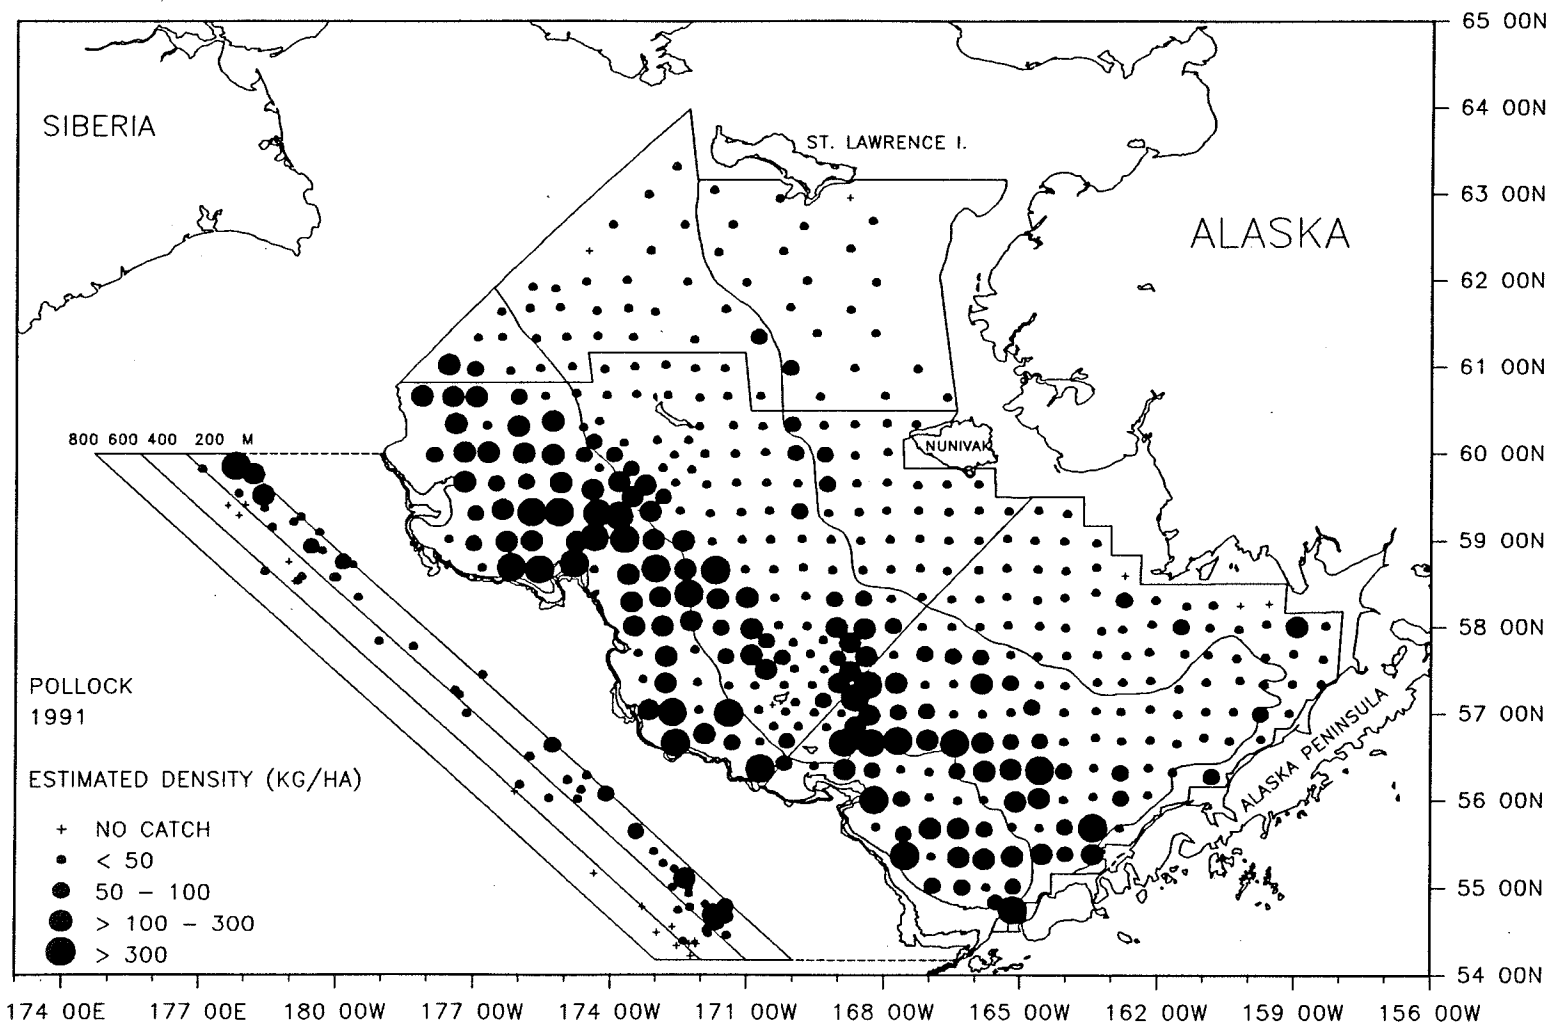 65 00N
SIBERIA
64 00N
ST. LAWRENCE I.
63 00N
ALASKA
62 00N
61 00N
800 600 400 200 M
NUNIVAK
60 00N
59 00N
58 00N
POLLOCK
1991
57 00N
ALASKA PENINSULA
ESTIMATED DENSITY (KG/HA)
56 00N
+ NO CATCH
< 50
50 – 100
55 00N
> 100 – 300
> 300
54 00N
174 00E 177 00E 180 00W 177 00W 174 00W 171 00W 168 00W 165 00W 162 00W 159 00W 156 00W